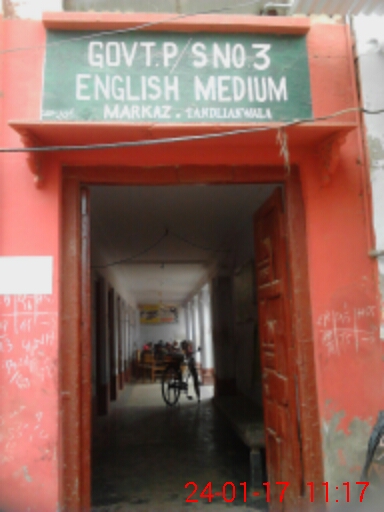 GOVT.P/S NO 3
ENGLISH MEDIUM
MARKAZ. TANDLIANWALA
24-01-17 11:17